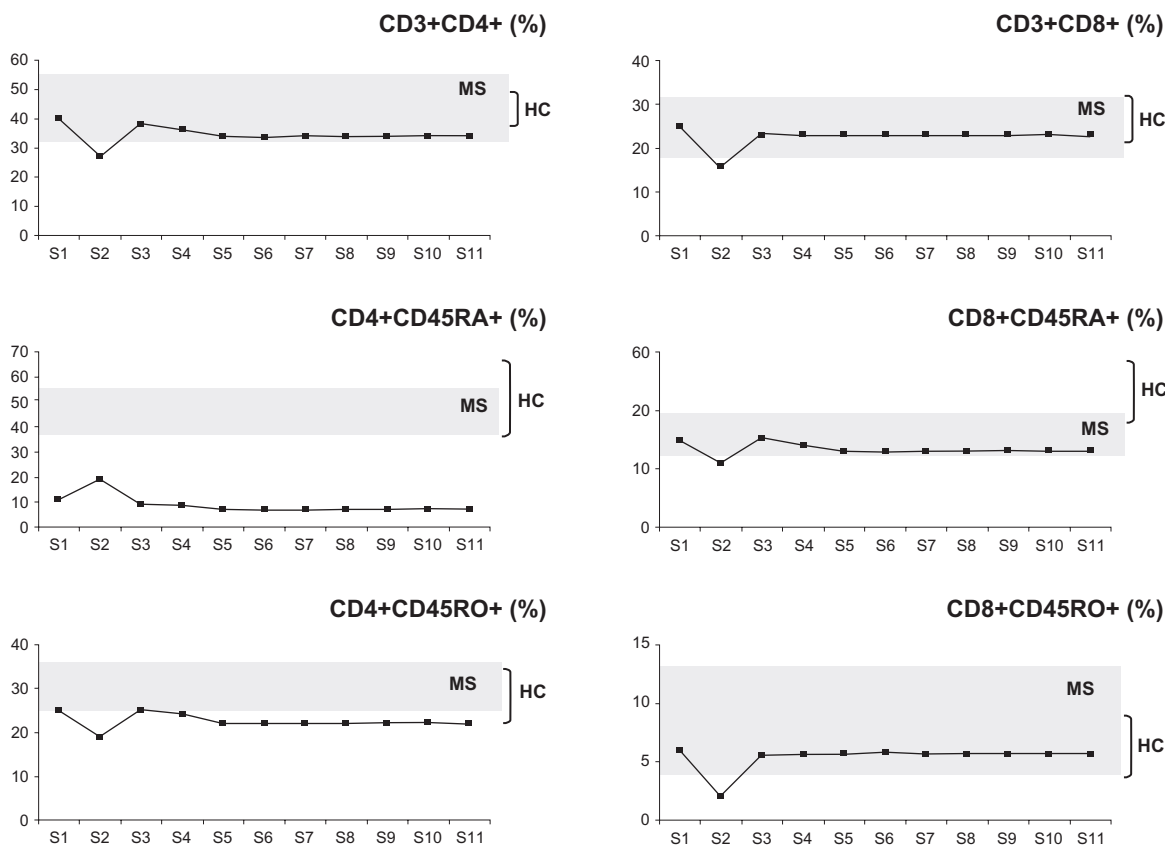 CD3+CD4+ (%)
60
50
40
30
20
10
0
MS
HC
S1 S2 S3 S4 S5 S6 S7 S8 S9 S10 S11
CD3+CD8+ (%)
40
30
20
10
0
MS
HC
S1 S2 S3 S4 S5 S6 S7 S8 S9 S10 S11
CD4+CD45RA+ (%)
70
60
50
40
30
20
10
0
MS
HC
S1 S2 S3 S4 S5 S6 S7 S8 S9 S10 S11
CD8+CD45RA+ (%)
60
20
10
0
MS
HC
S1 S2 S3 S4 S5 S6 S7 S8 S9 S10 S11
CD4+CD45RO+ (%)
40
30
20
10
0
MS
HC
S1 S2 S3 S4 S5 S6 S7 S8 S9 S10 S11
CD8+CD45RO+ (%)
15
10
5
0
MS
HC
S1 S2 S3 S4 S5 S6 S7 S8 S9 S10 S11